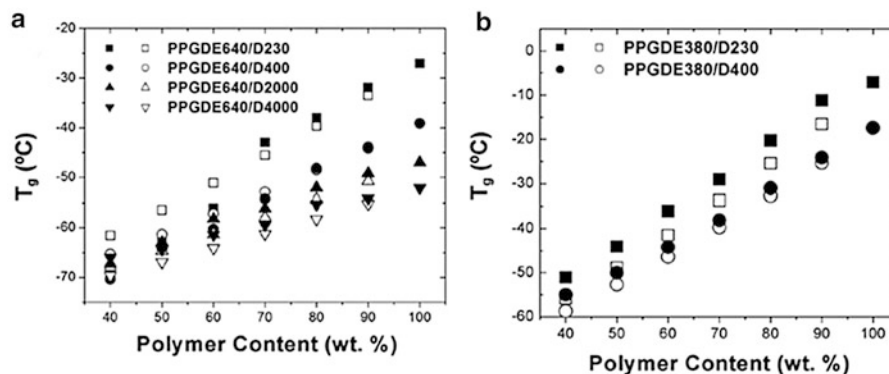 a
-20
-30
-40
-50
-60
-70
Tg (ºC)
PPGDE640/D230
PPGDE640/D400
PPGDE640/D2000
PPGDE640/D4000
40 50 60 70 80 90 100
Polymer Content (wt. %)
b
0
-10
-20
-30
-40
-50
-60
Tg (ºC)
PPGDE380/D230
PPGDE380/D400
40 50 60 70 80 90 100
Polymer Content (wt. %)